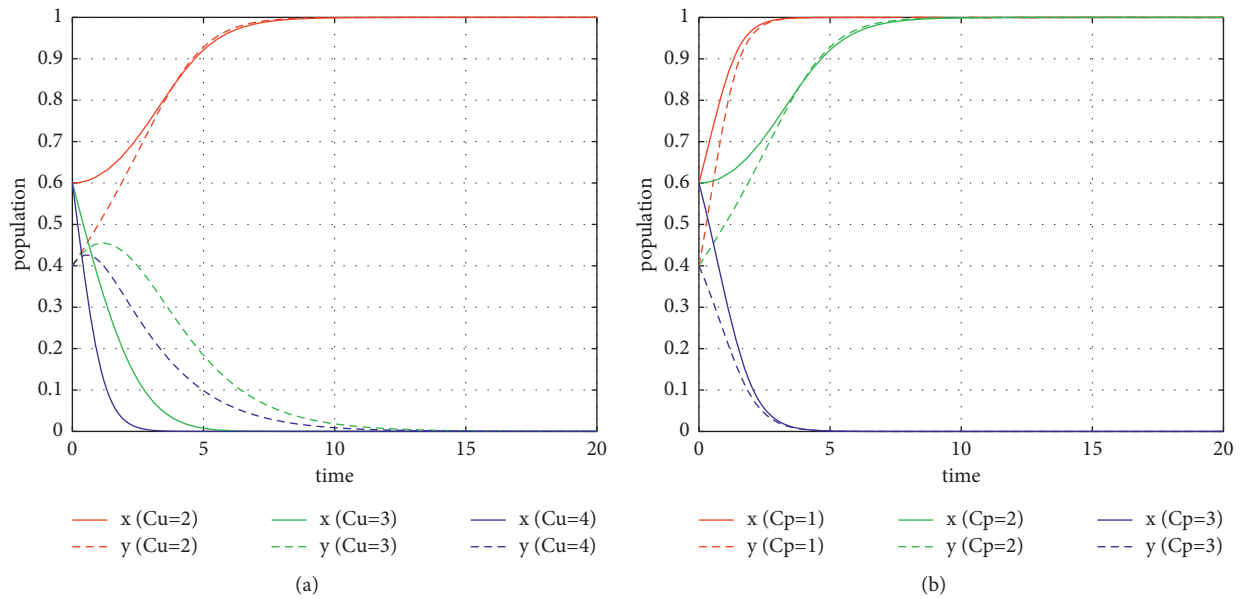 1
0.9
0.8
0.7
0.6
0.5
0.4
0.3
0.2
0.1
0
population
0 5 10 15 20
time
x (Cu=2) x (Cu=3) x (Cu=4)
y (Cu=2) y (Cu=3) y (Cu=4)
(a)
1
0.9
0.8
0.7
0.6
0.5
0.4
0.3
0.2
0.1
0
population
0 5 10 15 20
time
x (Cp=1) x (Cp=2) x (Cp=3)
y (Cp=1) y (Cp=2) y (Cp=3)
(b)